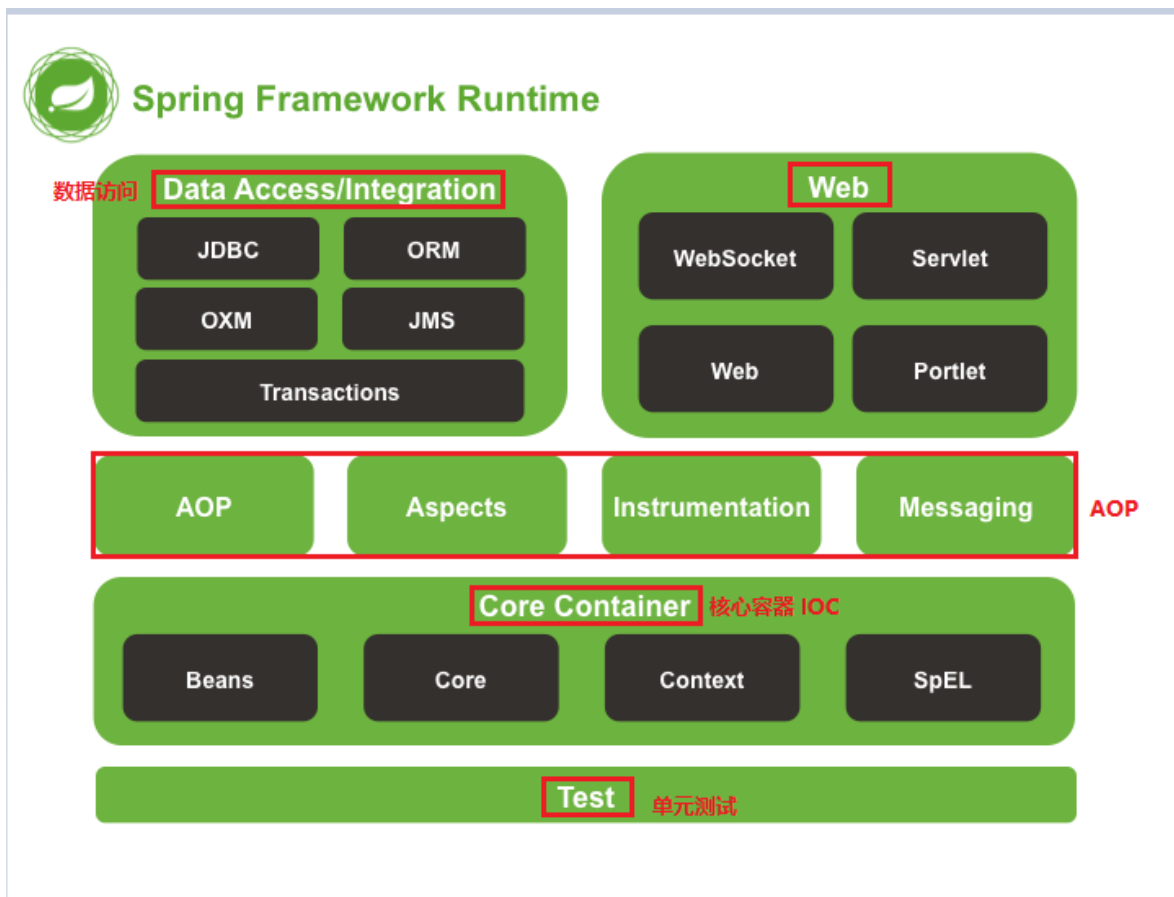 Spring Framework Runtime
数据访问 Data Access/Integration
Web
JDBC ORM
WebSocket Servlet
OXM JMS
Web Portlet
Transactions
AOP Aspects Instrumentation Messaging AOP
Core Container 核心容器 IOC
Beans Core Context SpEL
Test 单元测试